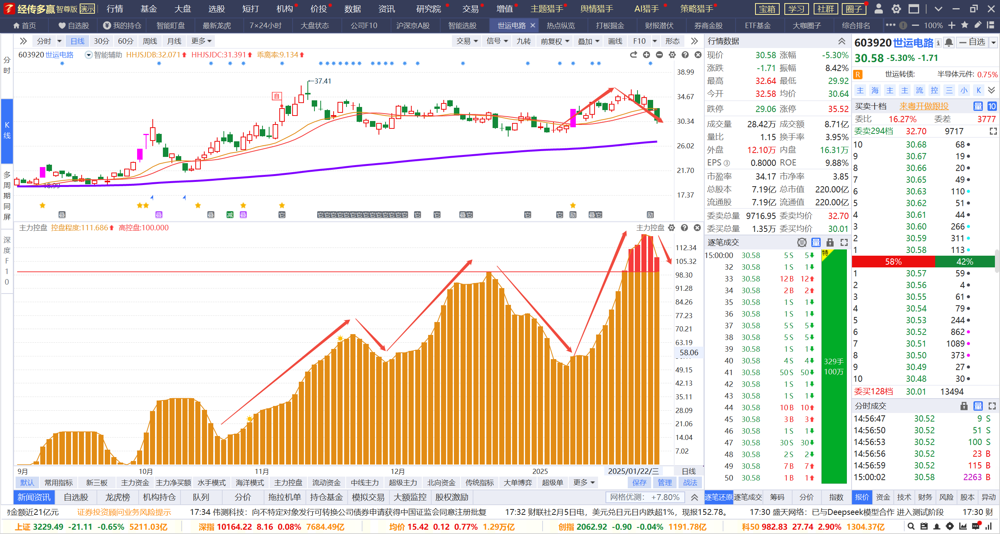 经传多赢 智尊版 演示 行情 基金 大盘 选股 短打 机构 价投 数据 资讯 研究院 交易 增值 主题猎手 舆情猎手 AI猎手 策略猎手 宝箱 学习 社群 圈子
首页 自选股 我的持仓 智能盯盘 最新龙虎 7×24小时 大盘状态 公司F10 沪深京A股 智能选股 世运电路 热点纵览 打板掘金 财报潜伏 券商金股 ETF基金 大咖圈子 综合排名 100%
分时 日线 30分 60分 周线 月线 更多 交易 信号 九转 前复权 叠加 画线 F10 形态
603920 世运电路 智能辅助 HHJSJDB:32.071 HHJSJDC:31.391 乖离率:9.134
分时
K线
多周期同屏
深度F10
37.41
自
38.99
34.67
30.34
26.02
21.70
17.37
叠 叠 叠 减 叠 它 它它它它它它它它它它它它它它 它 它 叠它 它 它 励 叠它 励
主力控盘 控盘程度:111.686 高控盘:100.000 主力控盘
112.34
105.32
98.30
91.28
84.26
77.23
70.21
63.19
58.06
49.15
42.13
35.11
28.09
21.06
14.04
7.02
9月 10月 11月 12月 2025 2025/01/22/三 日线
默认 常用指标 新三板 主力资金 主力净买额 水手模式 海洋模式 主力控盘 流动资金 中线主力 超级主力 北向资金 传统指标 大单博弈 超级单 更多 保存 管理 战法
新闻资讯 自选股 龙虎榜 机构持仓 队列 分价 拖拉机单 持仓基金 模拟交易 大额监控 股权激励 网格优测: +7.80%
行情数据
现价 30.58 涨幅 -5.30%
涨跌 -1.71 振幅 8.42%
最高 32.64 最低 29.92
今开 32.58 均价 30.64
跌停 29.06 涨停 35.52
成交量 28.42万 成交额 8.71亿
量比 1.15 换手率 3.95%
外盘 12.10万 内盘 16.31万
EPS③ 0.8000 ROE 9.88%
市盈率 34.17 市净率 3.85
总股本 7.19亿 总市值 220.00亿
流通股 7.19亿 流通值 220.00亿
委卖总量 9716.95 委卖均价 32.70
委买总量 1.35万 委买均价 30.01
逐笔成交 单 量
15:00:00 30.58 5 S 5
32 30.58 1 S 1
33 30.58 12 B 12
34 30.58 2 B 2
35 30.58 1 S 1
36 30.58 1 S 1
37 30.58 5 S 5
38 30.58 5 S 5
39 30.58 1 S 1
40 30.58 4 S 4
41 30.58 50 S 50
42 30.58 1 S 1
43 30.58 1 S 1
44 30.58 10 B 10
45 30.58 3 B 3
46 30.58 1 S 1
47 30.58 30 S 30
48 30.58 2 S 2
49 30.58 7 B 7
50 30.58 1 B 1
特
329手
100万
逐笔还原 逐笔成交 筹码 分价 指数
603920 世运电路 自选
30.58 -5.30% -1.71
R 世运转债: 半导体元件: 0.75%
主 海 主 主 流 控 三 小 K
买卖十档 来粤开做跟投 量 10
委比 16.27% 委差 3777
委卖294档 32.70 9717
10 30.68 68
9 30.67 19
8 30.66 20
7 30.65 49
6 30.63 110
5 30.62 51
4 30.61 44
3 30.60 266
2 30.59 311
1 30.58 113
58% 42%
1 30.57 59
2 30.56 4
3 30.55 61
4 30.54 79
5 30.53 244
6 30.52 862
7 30.51 1089
8 30.50 373
9 30.49 27
10 30.48 30
委买128档 30.01 13494
分时成交 量
14:56:47 30.52 9 S
14:56:50 30.52 51 S
14:56:53 30.52 100 S
14:56:56 30.52 23 B
14:56:59 30.52 115 B
15:00:02 30.58 2263 B
报价 资金 技术 财务 风险 股本 异动
金额近21亿元 证券投资顾问业务风险提示 17:34 伟测科技：向不特定对象发行可转换公司债券申请获得中国证监会同意注册批复 17:32 财联社2月5日电，美元兑日元日内跌超1%，现报152.78。 17:30 盛天网络：已与Deepseek模型合作 进入测试阶段 17:30 财
上证 3229.49 -21.11 -0.65% 5211.03亿 深指 10164.22 8.16 0.08% 7684.49亿 均价 15.42 0.12 0.77% 1.29万亿 创指 2062.92 -0.90 -0.04% 1191.78亿 科50 982.83 27.74 2.90% 1304.37亿